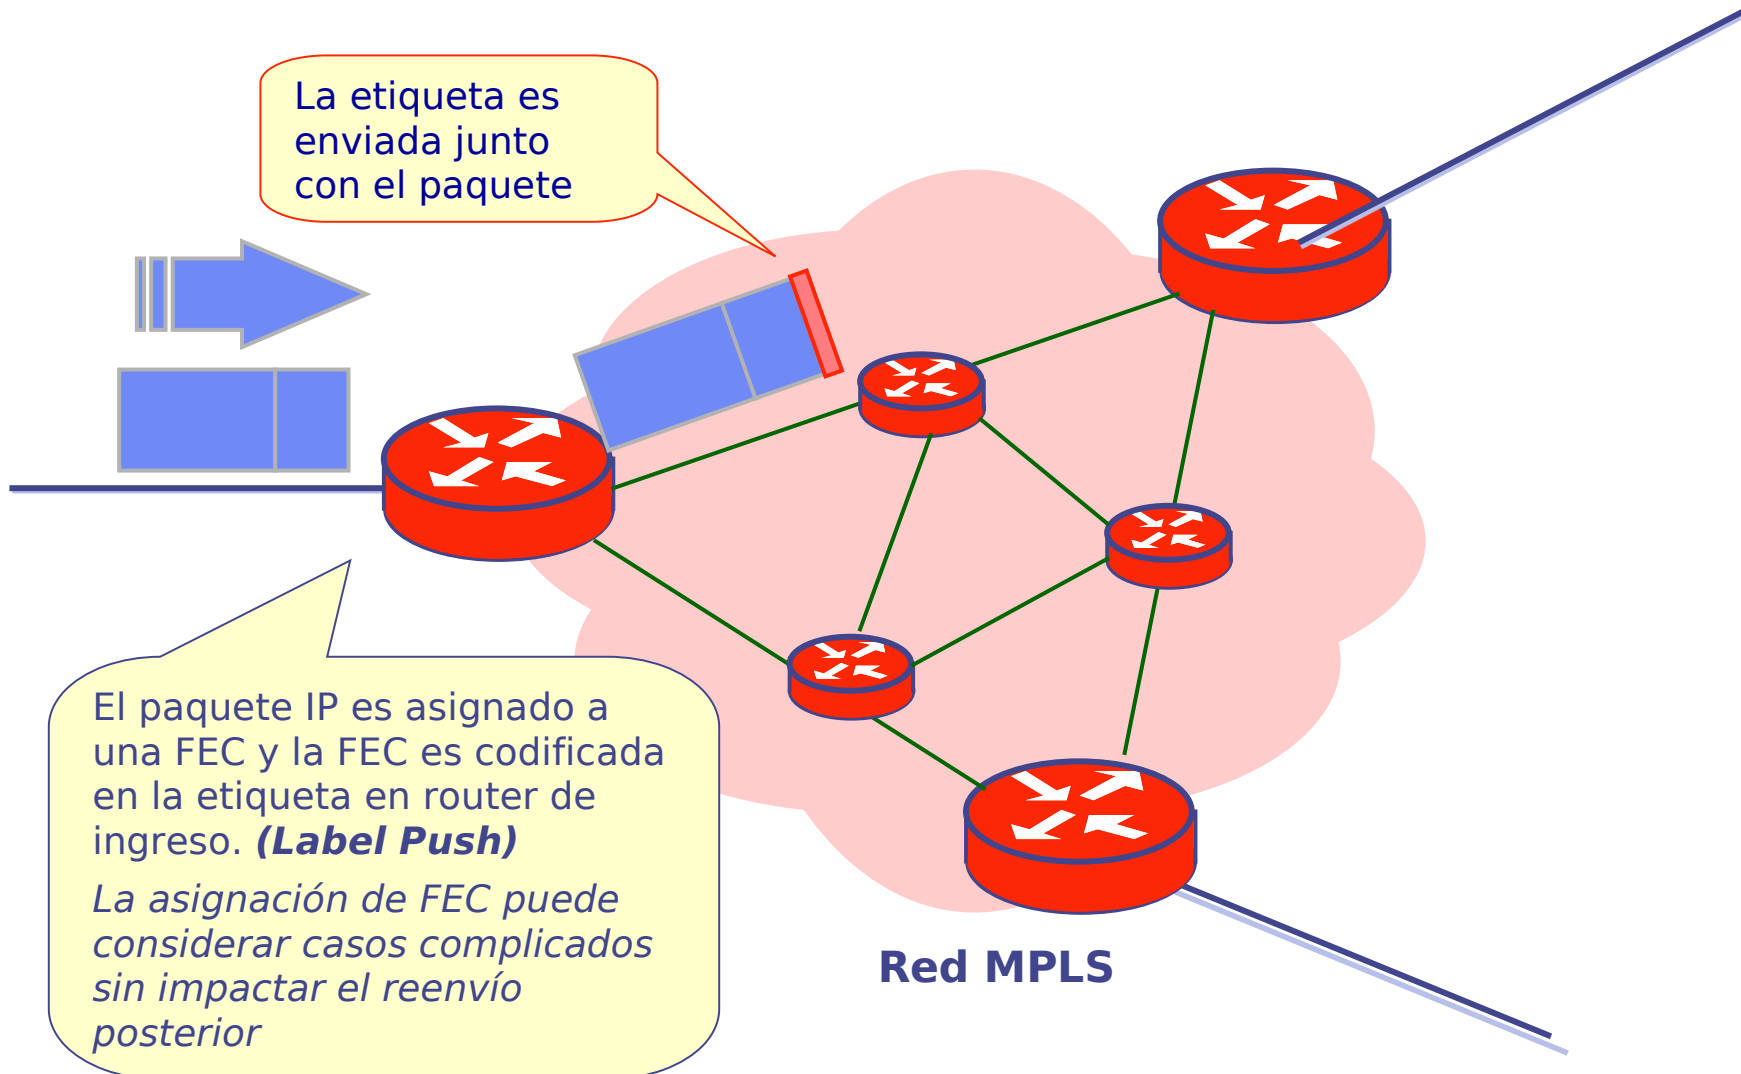 La etiqueta es
enviada junto
con el paquete
El paquete IP es asignado a
una FEC y la FEC es codificada
en la etiqueta en router de
ingreso. (Label Push)
La asignación de FEC puede
considerar casos complicados
sin impactar el reenvío
posterior
Red MPLS